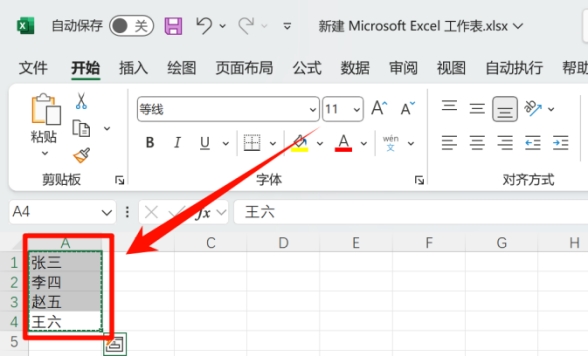 自动保存 关 新建 Microsoft Excel 工作表.xlsx
文件 开始 插入 绘图 页面布局 公式 数据 审阅 视图 自动执行 帮助
等线 11 A A
粘贴
B I U A wén 文
剪贴板 字体 对齐方式
A4 fx 王六
A C D E F G H
1 张三
2 李四
3 赵五
4 王六
5